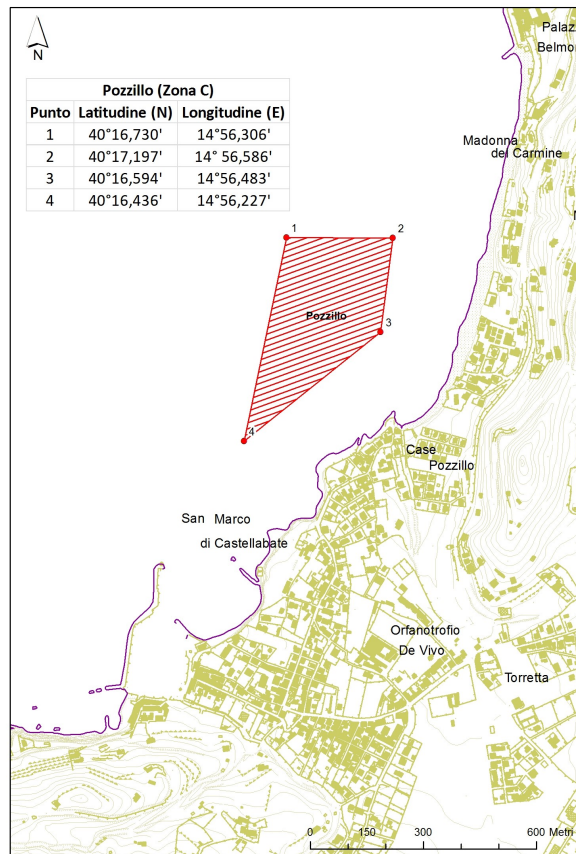 Palaz
Belmon
N
Pozzillo (Zona C)
Punto Latitudine (N) Longitudine (E)
1 40°16,730' 14°56,306'
2 40°17,197' 14° 56,586'
3 40°16,594' 14°56,483'
4 40°16,436' 14°56,227'
Madonna
del Carmine
1 2
Pozzillo
3
4
Case
Pozzillo
San Marco
di Castellabate
Orfanotrofio
De Vivo
Torretta
0 150 300 600 Metri